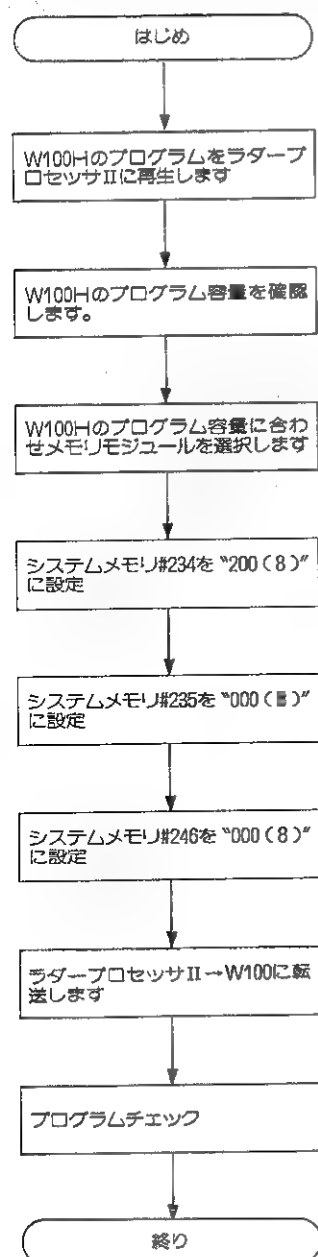 はじめ
W100Hのプログラムをラダープ
ロセッサⅡに再生します
W100Hのプログラム容量を確認
します。
W100Hのプログラム容量に合わ
せメモリモジュールを選択します
システムメモリ#234を“200(8)”
に設定
システムメモリ#235を“000( )”
に設定
システムメモリ#246を“000(8)”
に設定
ラダープロセッサⅡ→W100に転
送します
プログラムチェック
終り